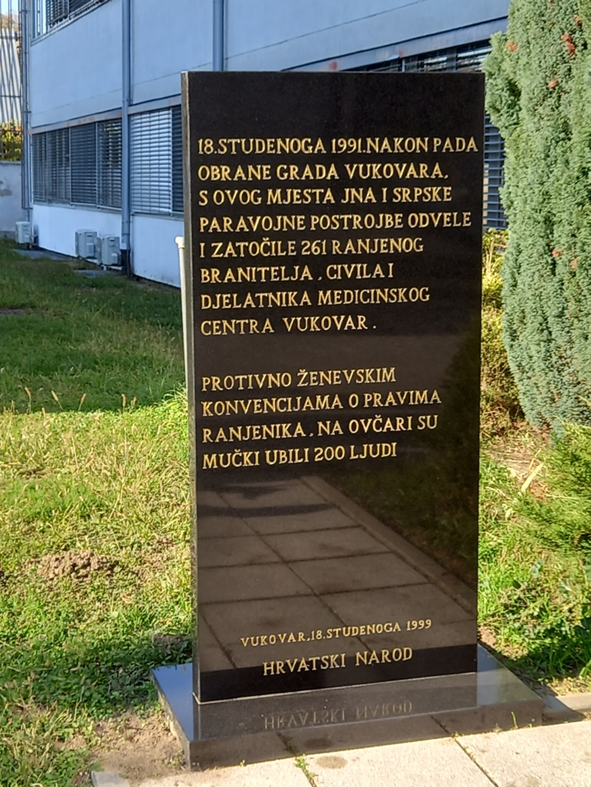 18.STUDENOGA 1991.NAKON PADA
OBRANE GRADA VUKOVARA,
S OVOG MJESTA JNA I SRPSKE
PARAVOJNE POSTROJBE ODVELE
I ZATOČILE 261 RANJENOG
BRANITELJA, CIVILA I
DJELATNIKA MEDICINSKOG
CENTRA VUKOVAR.
PROTIVNO ŽENEVSKIM
KONVENCIJAMA O PRAVIMA
RANJENIKA, NA OVČARI SU
MUČKI UBILI 200 LJUDI
VUKOVAR,18.STUDENOGA 1999
HRVATSKI NAROD